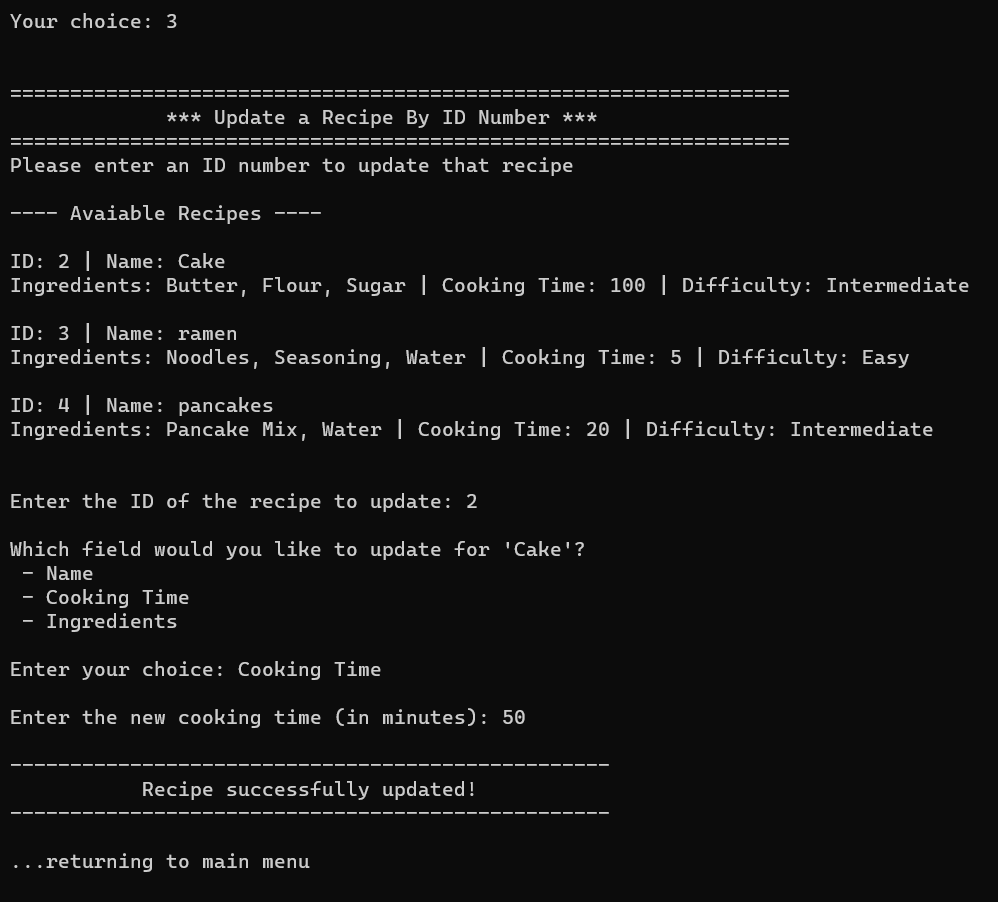 Your choice: 3
=================================================================
*** Update a Recipe By ID Number ***
=================================================================
Please enter an ID number to update that recipe
---- Avaiable Recipes ----
ID: 2 | Name: Cake
Ingredients: Butter, Flour, Sugar | Cooking Time: 100 | Difficulty: Intermediate
ID: 3 | Name: ramen
Ingredients: Noodles, Seasoning, Water | Cooking Time: 5 | Difficulty: Easy
ID: 4 | Name: pancakes
Ingredients: Pancake Mix, Water | Cooking Time: 20 | Difficulty: Intermediate
Enter the ID of the recipe to update: 2
Which field would you like to update for 'Cake'?
- Name
- Cooking Time
- Ingredients
Enter your choice: Cooking Time
Enter the new cooking time (in minutes): 50
--------------------------------------------------
Recipe successfully updated!
--------------------------------------------------
...returning to main menu